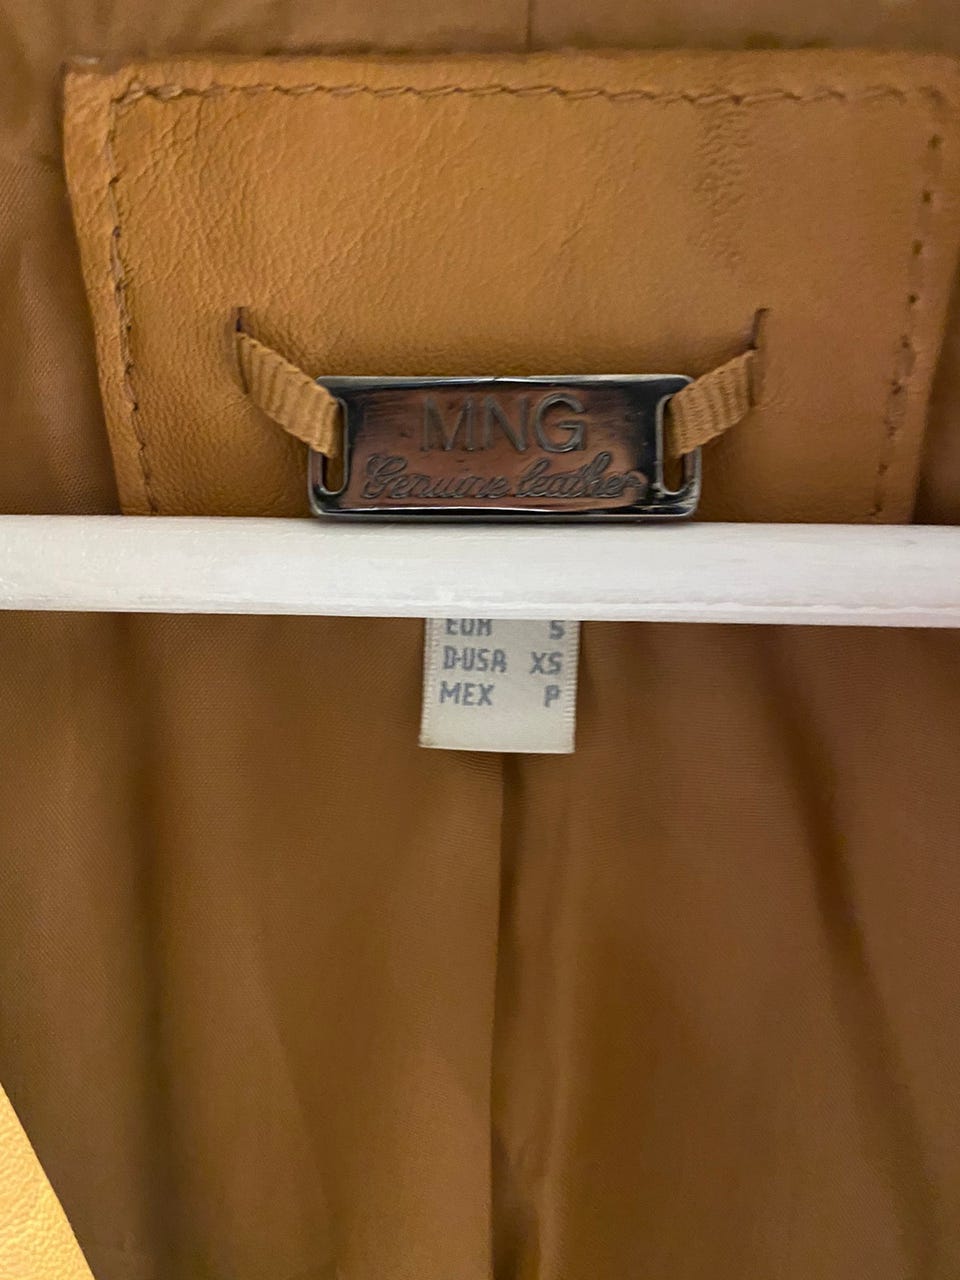 MNG
Genuine leather
EUR S
D-USA XS
MEX P